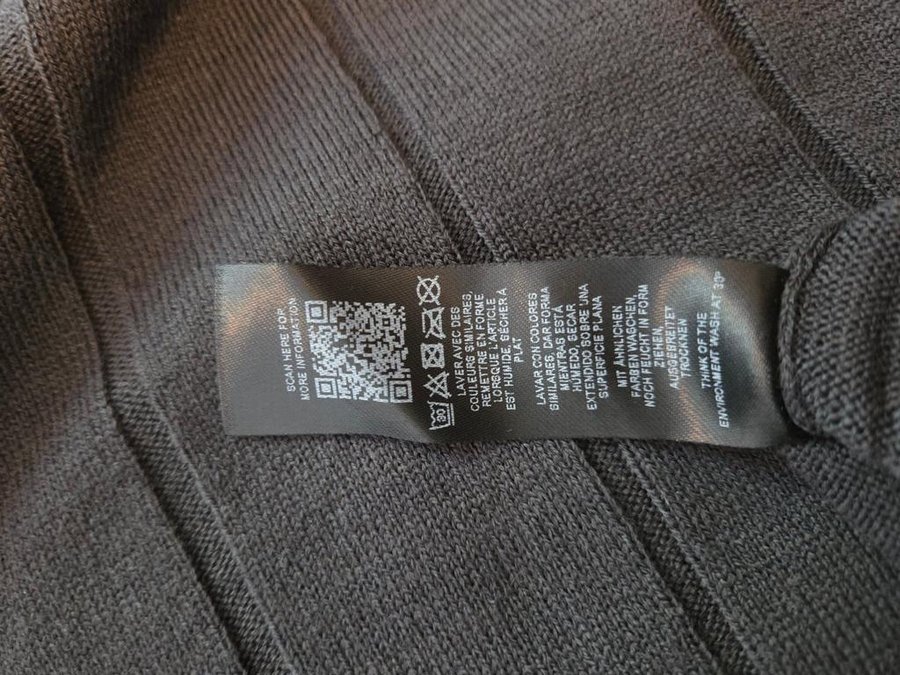 SCAN HERE FOR
MORE INFORMATION
30
LAVER AVEC DES
COULEURS SIMILAIRES,
REMETTRE EN FORME
LORSQUE L'ARTICLE
EST HUMIDE, SÉCHER À
PLAT
LAVAR CON COLORES
SIMILARES, DAR FORMA
MIENTRAS ESTÁ
HÚMEDO, SECAR
EXTENDIDO SOBRE UNA
SUPERFICIE PLANA
MIT ÄHNLICHEN
FARBEN WASCHEN,
NOCH FEUCHT IN FORM
ZIEHEN,
AUSGEBREITET
TROCKNEN
THINK OF THE
ENVIRONMENT WASH AT 30°